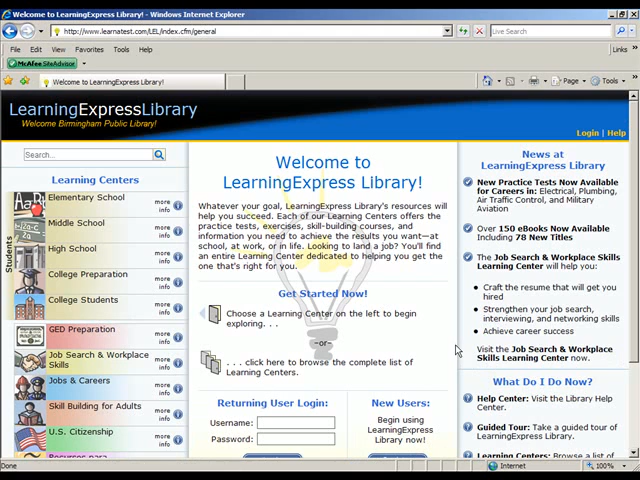 Welcome to LearningExpress Library! - Windows Internet Explorer
http://www.learnatest.com/LEL/index.cfm/general
Live Search
File Edit View Favorites Tools Help
Links
McAfee SiteAdvisor
Welcome to LearningExpress Library!
Page
Tools
LearningExpressLibrary
Welcome Birmingham Public Library!
Login | Help
Search...
Learning Centers
Students
Elementary School
more info
Middle School
more info
High School
more info
College Preparation
more info
College Students
more info
GED Preparation
more info
Job Search & Workplace
Skills
more info
Jobs & Careers
more info
Skill Building for Adults
more info
U.S. Citizenship
more info
Recursos para
Welcome to
LearningExpress Library!
Whatever your goal, LearningExpress Library's resources will
help you succeed. Each of our Learning Centers offers the
practice tests, exercises, skill-building courses, and
information you need to achieve the results you want—at
school, at work, or in life. Looking to land a job? You'll find
an entire Learning Center dedicated to helping you get the
one that's right for you.
Get Started Now!
Choose a Learning Center on the left to begin
exploring. . .
-or-
. . . click here to browse the complete list of
Learning Centers.
Returning User Login:
Username:
Password:
New Users:
Begin using
LearningExpress
Library now!
News at
LearningExpress Library
New Practice Tests Now Available
for Careers in: Electrical, Plumbing,
Air Traffic Control, and Military
Aviation
Over 150 eBooks Now Available
Including 78 New Titles
The Job Search & Workplace Skills
Learning Center will help you:
Craft the resume that will get you
hired
Strengthen your job search,
interviewing, and networking skills
Achieve career success
Visit the Job Search & Workplace
Skills Learning Center now.
What Do I Do Now?
Help Center: Visit the Library Help
Center.
Guided Tour: Take a guided tour of
LearningExpress Library.
Learning Centers: Browse a list of
Done
Internet
100%